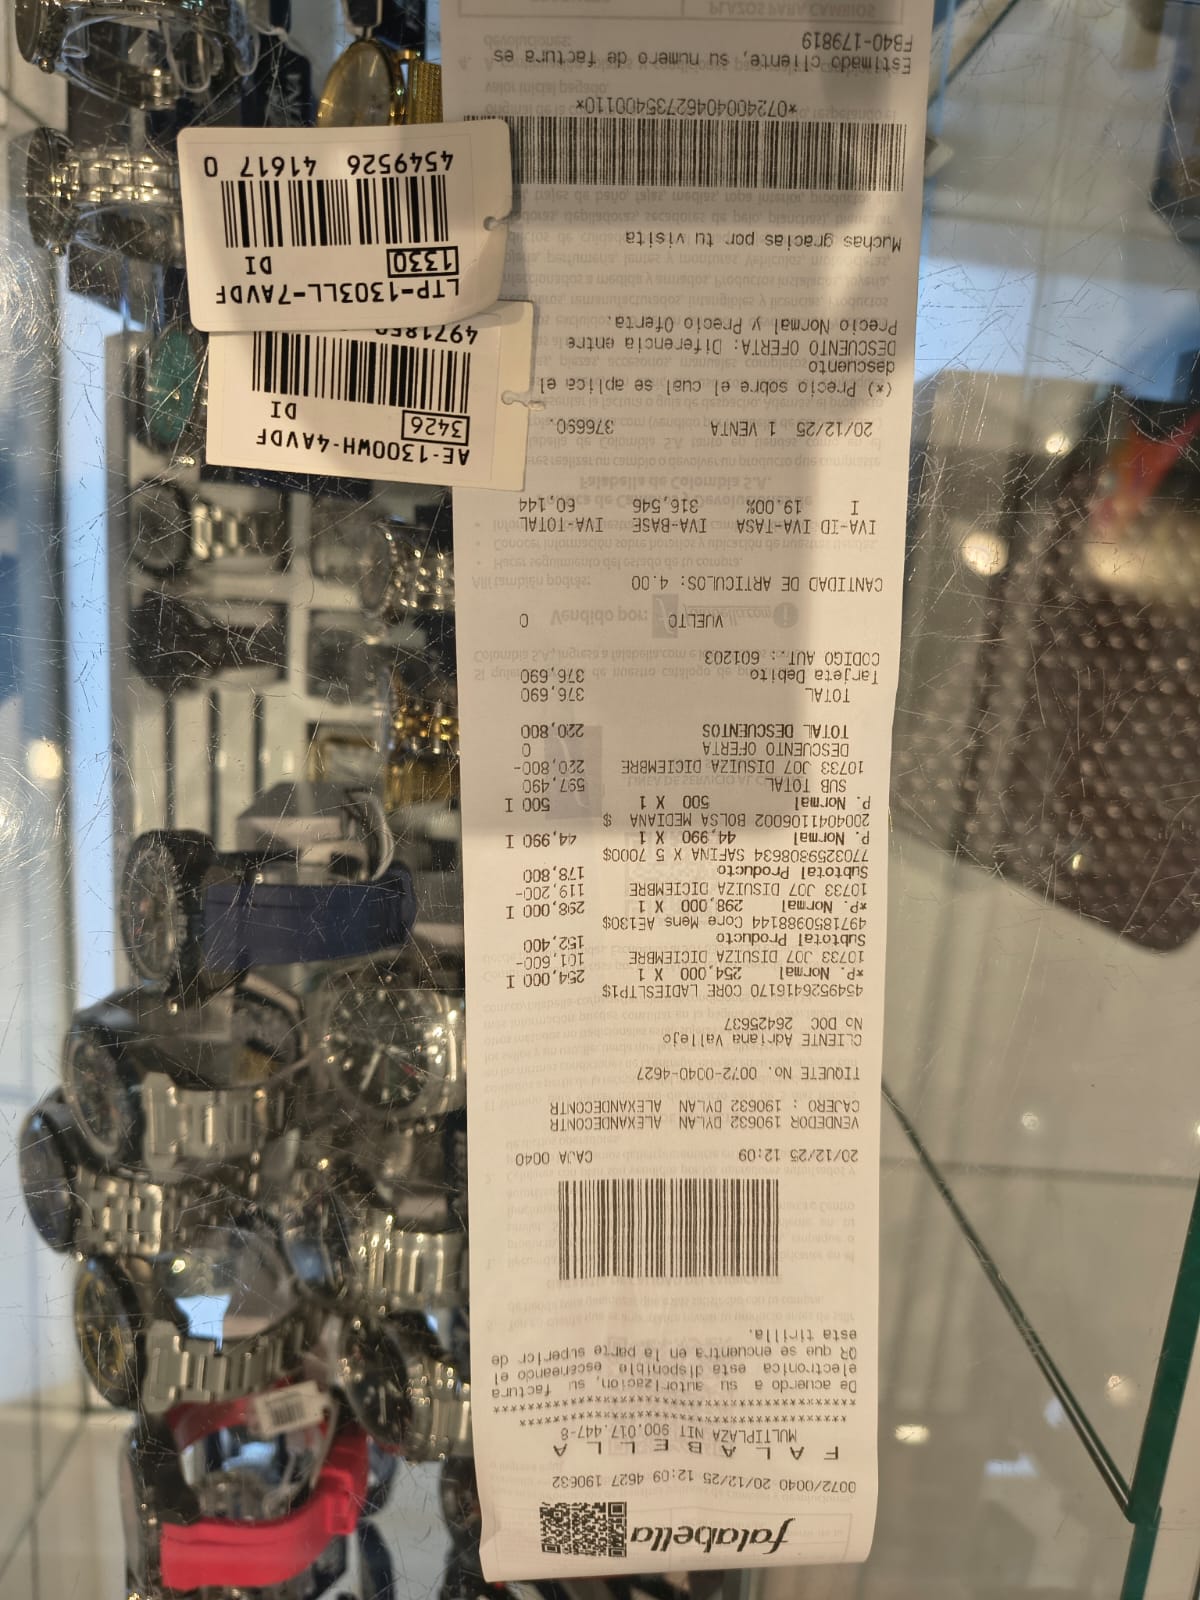 falabella
0072/0040 20/12/25 12:09 4627 190632
F A L A B E L L A
MULTIPLAZA NIT 900.017.447-8
De acuerdo a su autorizacion, su factura
electronica esta disponible escaneando el
QR que se encuentra en la parte superior de
esta tirilla.
20/12/25 12:09 CAJA 0040
VENDEDOR 190632 DYLAN ALEXANDECONTR
CAJERO : 190632 DYLAN ALEXANDECONTR
TIQUETE No. 0072-0040-4627
CLIENTE Adriana Vallejo
No DOC 26425637
4549526416170 CORE LADIESLTP1$
*P. Normal 254,000 X 1 254,000 I
10733 J07 DISUIZA DICIEMBRE 101,600-
Subtotal Producto 152,400
4971850988144 Core Mens AE130$
*P. Normal 298,000 X 1 298,000 I
10733 J07 DISUIZA DICIEMBRE 119,200-
Subtotal Producto 178,800
7703259308634 SAFINA X 5 7000$
P. Normal 44,990 X 1 44,990 I
2004041106002 BOLSA MEDIANA $
P. Normal 500 X 1 500 I
SUB TOTAL 597,490
10733 J07 DISUIZA DICIEMBRE 220,800-
DESCUENTO OFERTA 0
TOTAL DESCUENTOS 220,800
TOTAL 376,690
Tarjeta Debito 376,690
CODIGO AUT.: 601203
VUELTO 0
CANTIDAD DE ARTICULOS: 4.00
IVA-ID IVA-TASA IVA-BASE IVA-TOTAL
I 19.00% 316,546 60,144
20/12/25 1 VENTA 376690.
(*) Precio sobre el cual se aplica el
descuento
DESCUENTO OFERTA: Diferencia entre
Precio Normal y Precio Oferta.
Muchas gracias por tu visita
*07240040462735400110*
Estimado cliente, su numero de factura es
FB40-179819
AE-1300WH-4AVDF
3426 DI
LTP-1303LL-7AVDF
1330 DI
4549526 41617 0